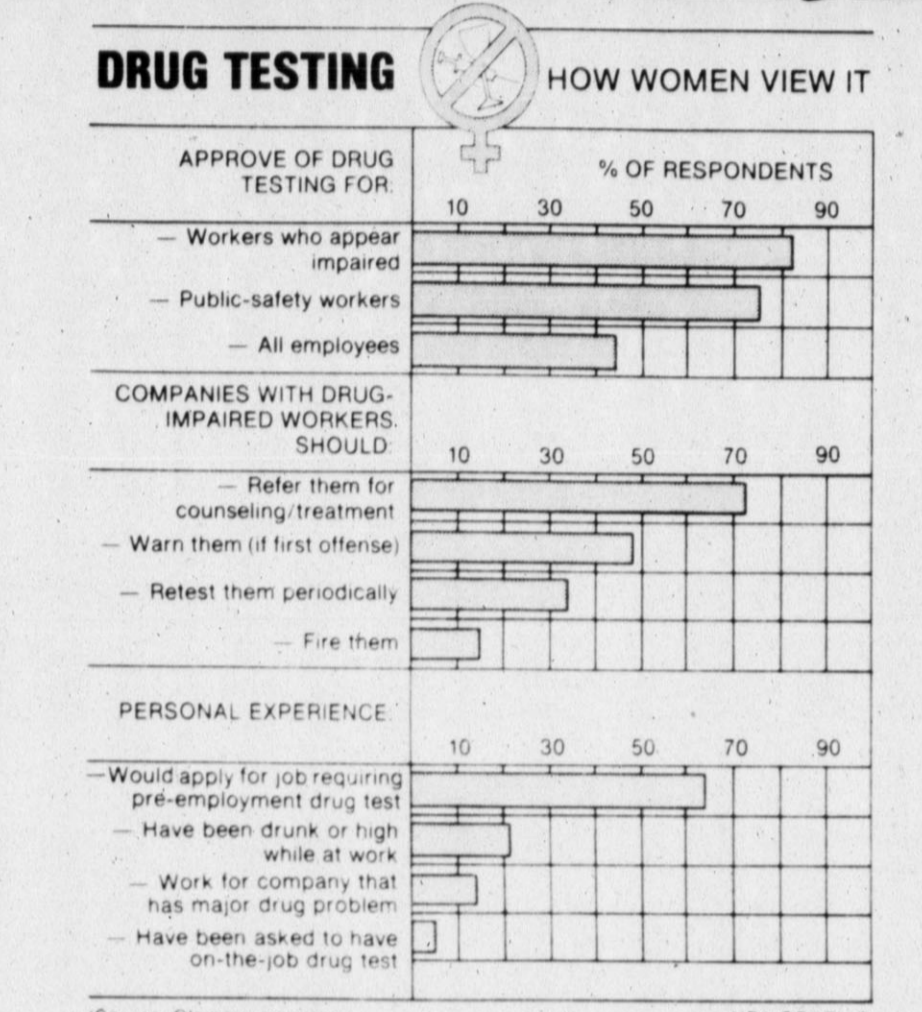 DRUG TESTING
HOW WOMEN VIEW IT
APPROVE OF DRUG
TESTING FOR:
% OF RESPONDENTS
10 30 50 70 90
— Workers who appear
impaired
— Public-safety workers
— All employees
COMPANIES WITH DRUG-
IMPAIRED WORKERS.
SHOULD:
10 30 50 70 90
— Refer them for
counseling/treatment
— Warn them (if first offense)
— Retest them periodically
— Fire them
PERSONAL EXPERIENCE:
10 30 50 70 90
— Would apply for job requiring
pre-employment drug test
— Have been drunk or high
while at work
— Work for company that
has major drug problem
— Have been asked to have
on-the-job drug test